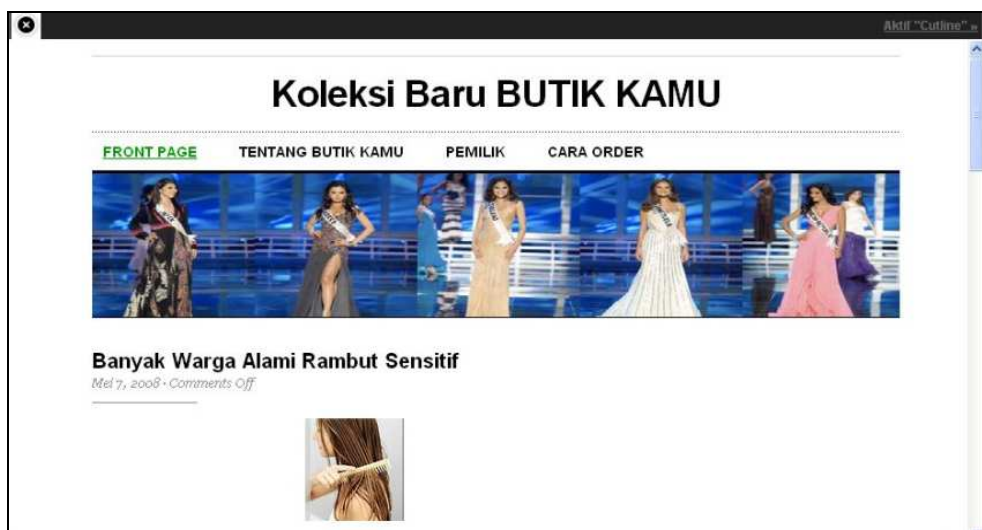 Aktif "Cutline" »
Koleksi Baru BUTIK KAMU
FRONT PAGE TENTANG BUTIK KAMU PEMILIK CARA ORDER
Banyak Warga Alami Rambut Sensitif
Mei 7, 2008 · Comments Off